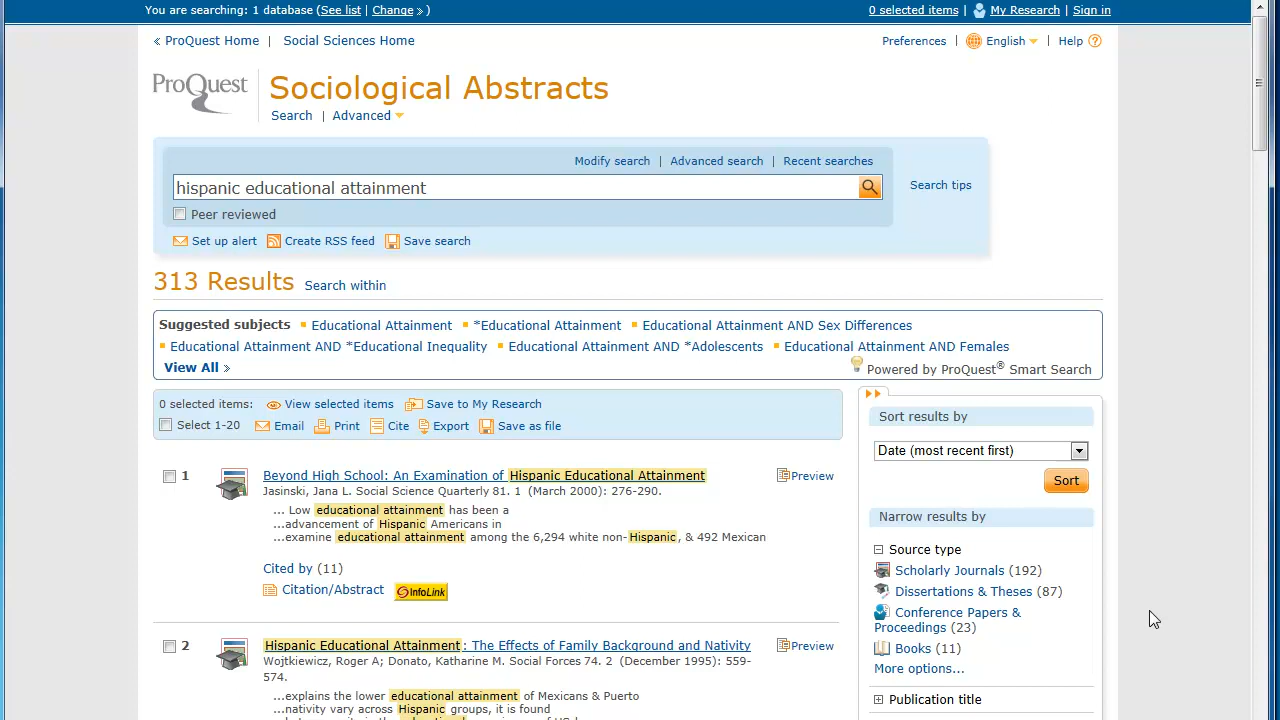 You are searching: 1 database (See list | Change » ) 0 selected items | My Research | Sign in
« ProQuest Home | Social Sciences Home Preferences | English | Help ?
ProQuest
Sociological Abstracts
Search | Advanced
Modify search | Advanced search | Recent searches
hispanic educational attainment
Search tips
Peer reviewed
Set up alert Create RSS feed Save search
313 Results Search within
Suggested subjects Educational Attainment *Educational Attainment Educational Attainment AND Sex Differences
Educational Attainment AND *Educational Inequality Educational Attainment AND *Adolescents Educational Attainment AND Females
View All » Powered by ProQuest® Smart Search
0 selected items: View selected items Save to My Research
Select 1-20 Email Print Cite Export Save as file
1 Beyond High School: An Examination of Hispanic Educational Attainment Preview
Jasinski, Jana L. Social Science Quarterly 81. 1 (March 2000): 276-290.
... Low educational attainment has been a
...advancement of Hispanic Americans in
...examine educational attainment among the 6,294 white non-Hispanic, & 492 Mexican
Cited by (11)
Citation/Abstract InfoLink
2 Hispanic Educational Attainment: The Effects of Family Background and Nativity Preview
Wojtkiewicz, Roger A; Donato, Katharine M. Social Forces 74. 2 (December 1995): 559-
574.
...explains the lower educational attainment of Mexicans & Puerto
...nativity vary across Hispanic groups, it is found
Sort results by
Date (most recent first)
Sort
Narrow results by
Source type
Scholarly Journals (192)
Dissertations & Theses (87)
Conference Papers &
Proceedings (23)
Books (11)
More options...
Publication title